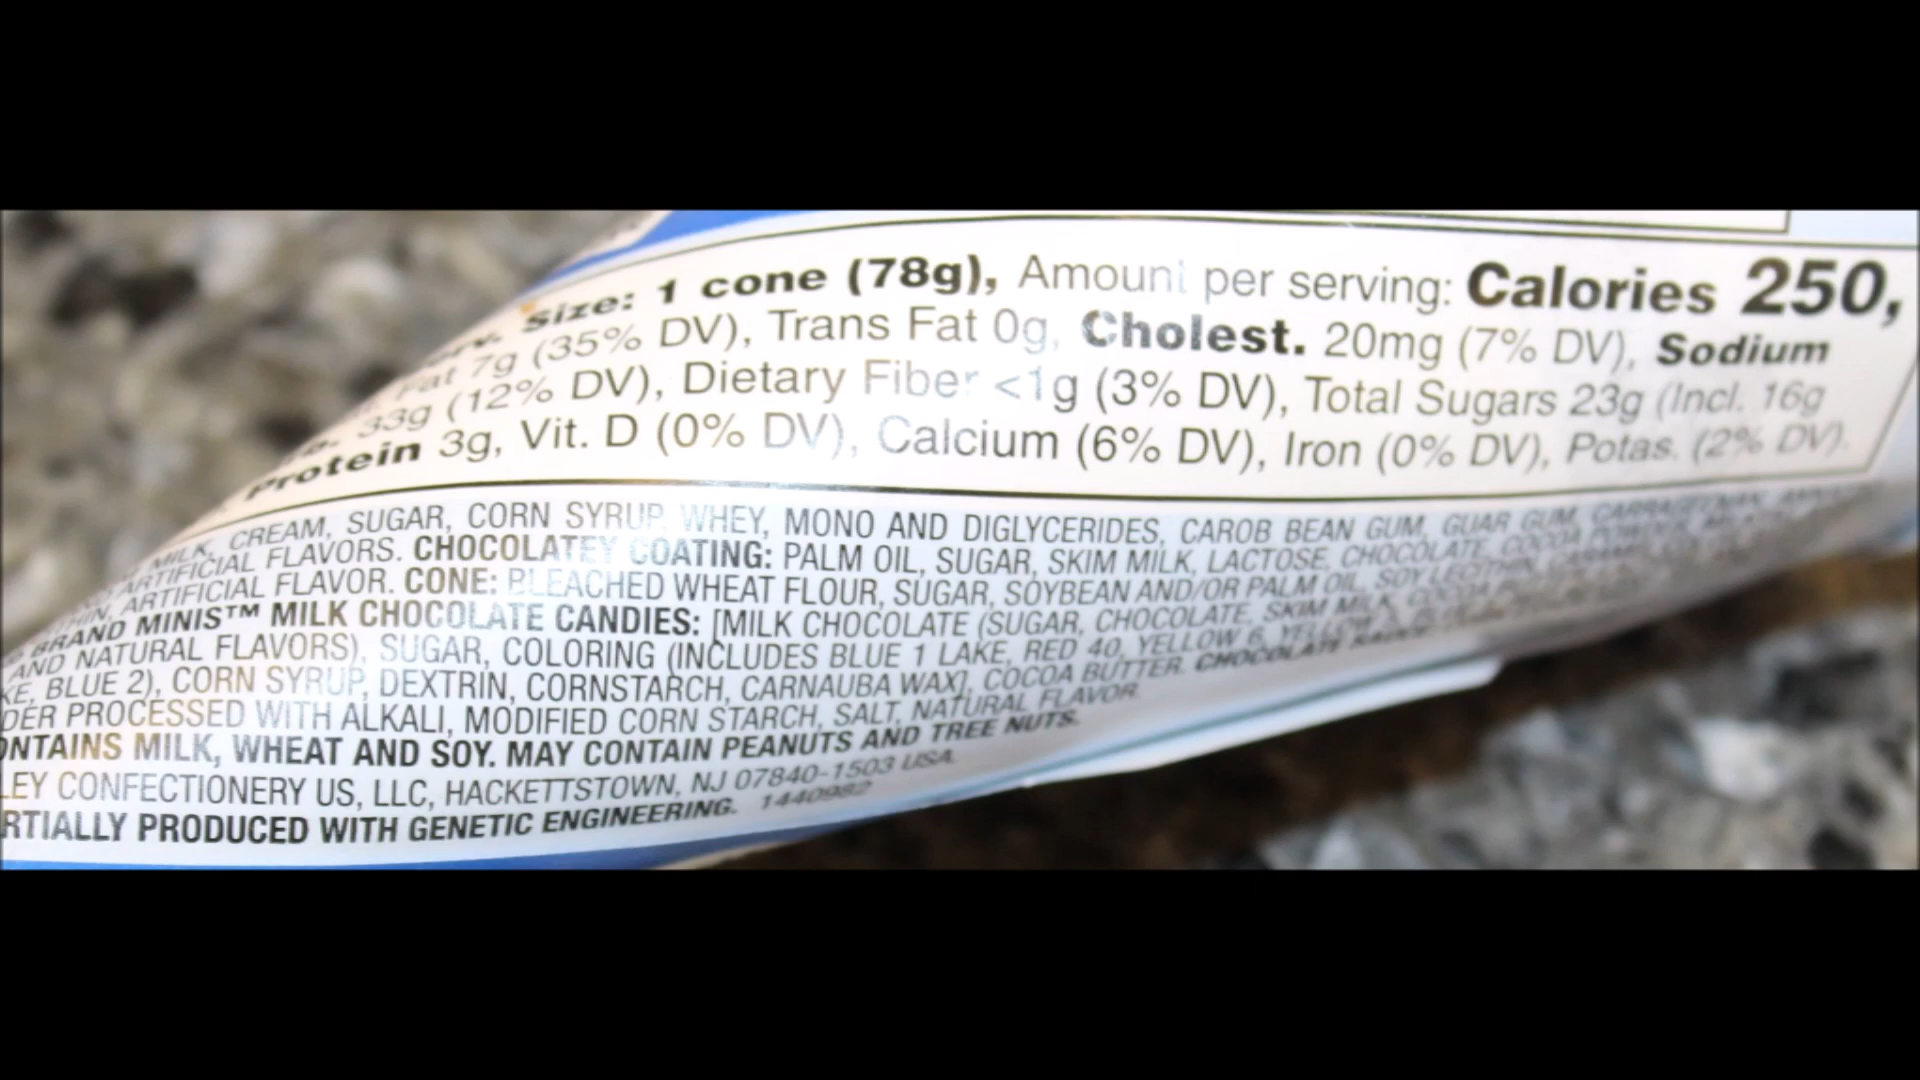 Size: 1 cone (78g), Amount per serving: Calories 250,
Fat 7g (35% DV), Trans Fat 0g, Cholest. 20mg (7% DV), Sodium
33g (12% DV), Dietary Fiber <1g (3% DV), Total Sugars 23g (Incl. 16g
Protein 3g, Vit. D (0% DV), Calcium (6% DV), Iron (0% DV), Potas. (2% DV).
MILK, CREAM, SUGAR, CORN SYRUP, WHEY, MONO AND DIGLYCERIDES, CAROB BEAN GUM, GUAR GUM, CARRAGEENAN,
ARTIFICIAL FLAVORS. CHOCOLATEY COATING: PALM OIL, SUGAR, SKIM MILK, LACTOSE, CHOCOLATE, COCOA POWDER,
ARTIFICIAL FLAVOR. CONE: BLEACHED WHEAT FLOUR, SUGAR, SOYBEAN AND/OR PALM OIL, SOY LECITHIN,
BRAND MINIS™ MILK CHOCOLATE CANDIES: [MILK CHOCOLATE (SUGAR, CHOCOLATE, SKIM MILK,
AND NATURAL FLAVORS), SUGAR, COLORING (INCLUDES BLUE 1 LAKE, RED 40, YELLOW 6,
KE, BLUE 2), CORN SYRUP, DEXTRIN, CORNSTARCH, CARNAUBA WAX], COCOA BUTTER. CHOCOLATE
DER PROCESSED WITH ALKALI, MODIFIED CORN STARCH, SALT, NATURAL FLAVOR.
ONTAINS MILK, WHEAT AND SOY. MAY CONTAIN PEANUTS AND TREE NUTS.
LEY CONFECTIONERY US, LLC, HACKETTSTOWN, NJ 07840-1503 USA.
RTIALLY PRODUCED WITH GENETIC ENGINEERING. 1440982